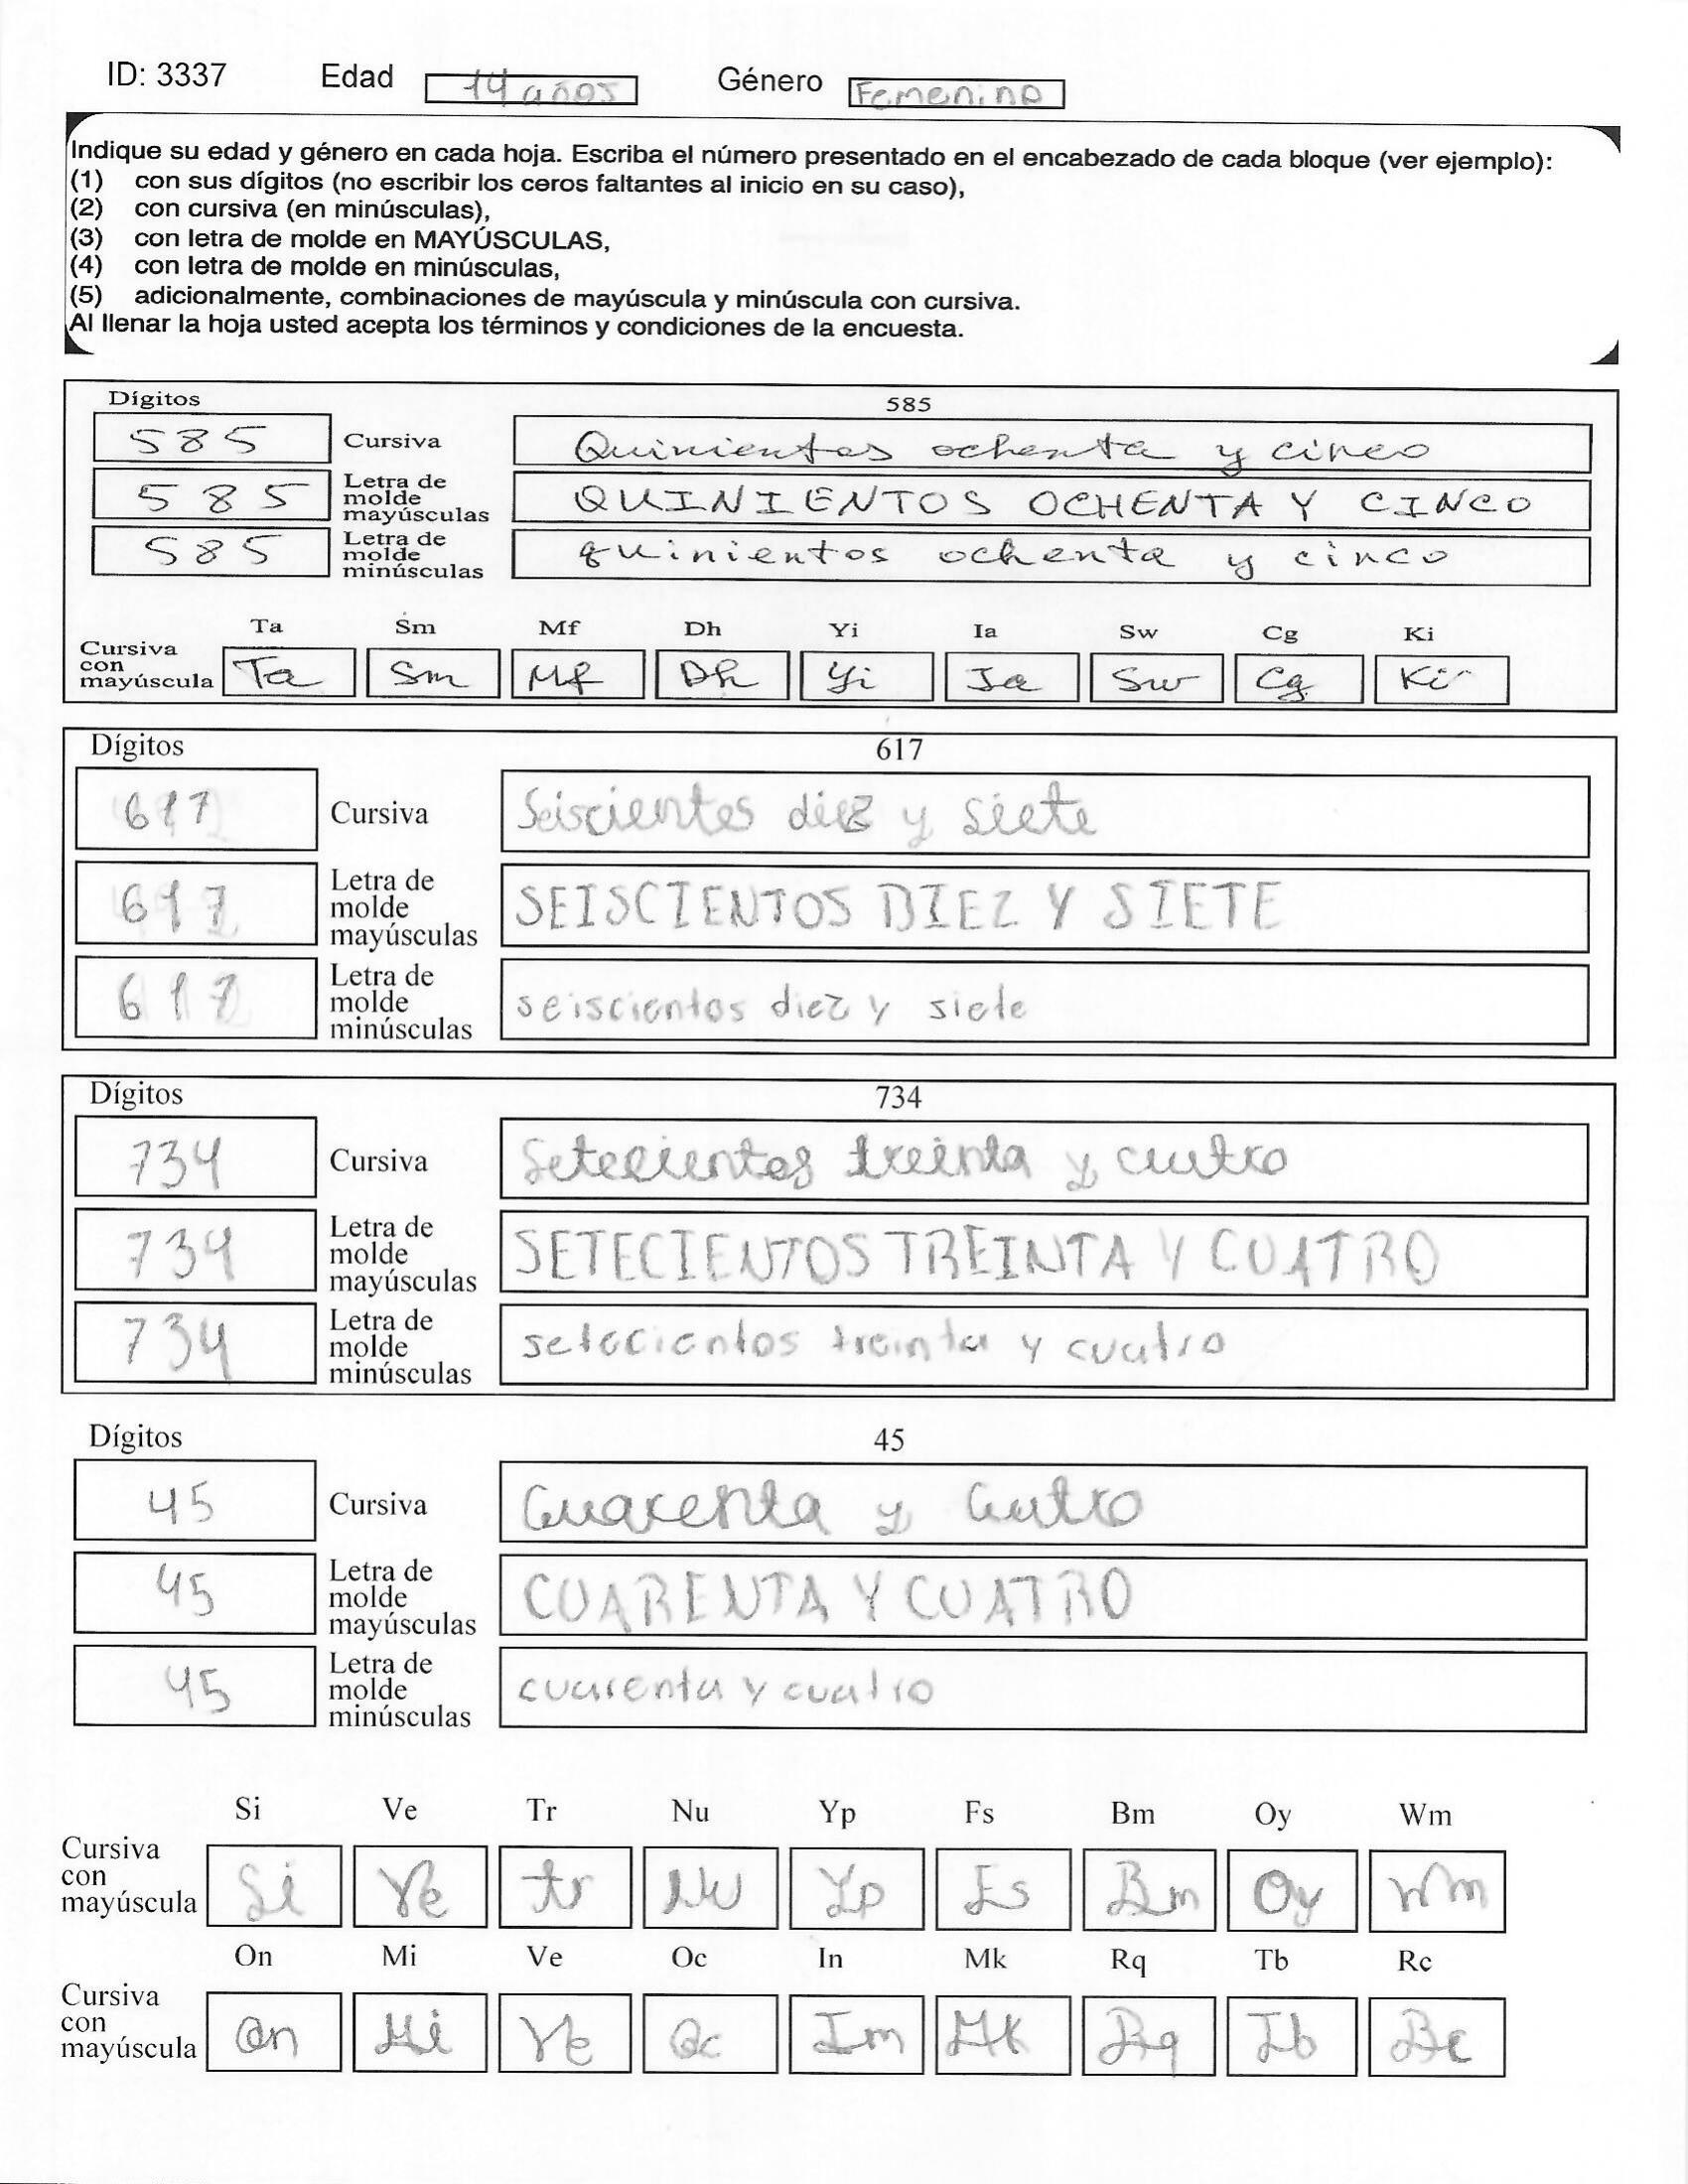 ID: 3337 Edad 14 años Género Femenino
Indique su edad y género en cada hoja. Escriba el número presentado en el encabezado de cada bloque (ver ejemplo):
(1) con sus dígitos (no escribir los ceros faltantes al inicio en su caso),
(2) con cursiva (en minúsculas),
(3) con letra de molde en MAYÚSCULAS,
(4) con letra de molde en minúsculas,
(5) adicionalmente, combinaciones de mayúscula y minúscula con cursiva.
Al llenar la hoja usted acepta los términos y condiciones de la encuesta.
Dígitos 585
585 Cursiva Quinientos ochenta y cinco
585 Letra de molde mayúsculas QUINIENTOS OCHENTA Y CINCO
585 Letra de molde minúsculas quinientos ochenta y cinco
Ta Sm Mf Dh Yi Ia Sw Cg Ki
Cursiva con mayúscula Ta Sm Mf Dh Yi Ia Sw Cg Ki
Dígitos 617
617 Cursiva Seiscientos diez y siete
617 Letra de molde mayúsculas SEISCIENTOS DIEZ Y SIETE
617 Letra de molde minúsculas seiscientos diez y siete
Dígitos 734
734 Cursiva Setecientos treinta y cuatro
734 Letra de molde mayúsculas SETECIENTOS TREINTA Y CUATRO
734 Letra de molde minúsculas setecientos treinta y cuatro
Dígitos 45
45 Cursiva Cuarenta y Cuatro
45 Letra de molde mayúsculas CUARENTA Y CUATRO
45 Letra de molde minúsculas cuarenta y cuatro
Si Ve Tr Nu Yp Fs Bm Oy Wm
Cursiva con mayúscula Si Ve tr Nu Yp Fs Bm Oy Wm
On Mi Ve Oc In Mk Rq Tb Rc
Cursiva con mayúscula On Mi Ve Oc Im Mk Rq Tb Rc